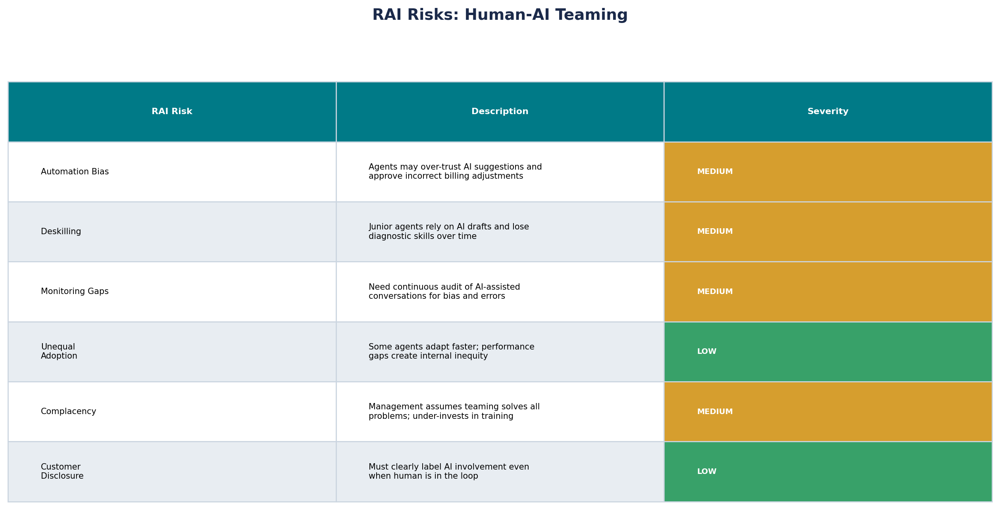 RAI Risks: Human-AI Teaming
RAI Risk
Description
Severity
Automation Bias
Agents may over-trust AI suggestions and
approve incorrect billing adjustments
MEDIUM
Deskilling
Junior agents rely on AI drafts and lose
diagnostic skills over time
MEDIUM
Monitoring Gaps
Need continuous audit of AI-assisted
conversations for bias and errors
MEDIUM
Unequal
Adoption
Some agents adapt faster; performance
gaps create internal inequity
LOW
Complacency
Management assumes teaming solves all
problems; under-invests in training
MEDIUM
Customer
Disclosure
Must clearly label AI involvement even
when human is in the loop
LOW